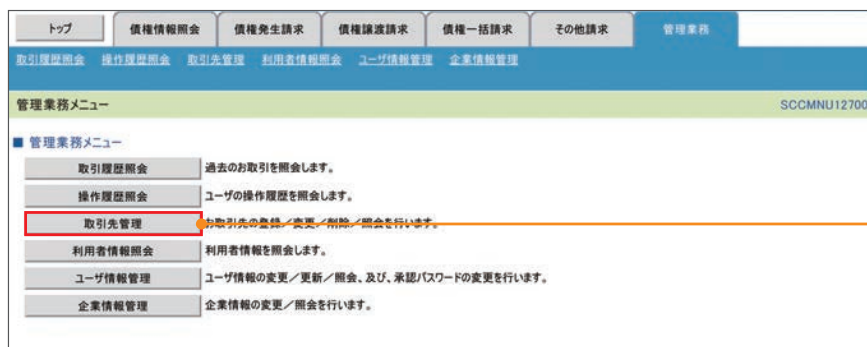 トップ 債権情報照会 債権発生請求 債権譲渡請求 債権一括請求 その他請求 管理業務
取引履歴照会 操作履歴照会 取引先管理 利用者情報照会 ユーザ情報管理 企業情報管理
管理業務メニュー SCCMNU12700
■ 管理業務メニュー
取引履歴照会 過去のお取引を照会します。
操作履歴照会 ユーザの操作履歴を照会します。
取引先管理 お取引先の登録／変更／削除／照会を行います。
利用者情報照会 利用者情報を照会します。
ユーザ情報管理 ユーザ情報の変更／更新／照会、及び、承認パスワードの変更を行います。
企業情報管理 企業情報の変更／照会を行います。